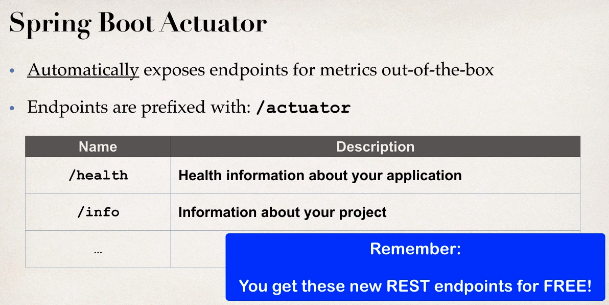 Spring Boot Actuator
• Automatically exposes endpoints for metrics out-of-the-box
• Endpoints are prefixed with: /actuator
Name Description
/health Health information about your application
/info Information about your project
...
Remember:
You get these new REST endpoints for FREE!